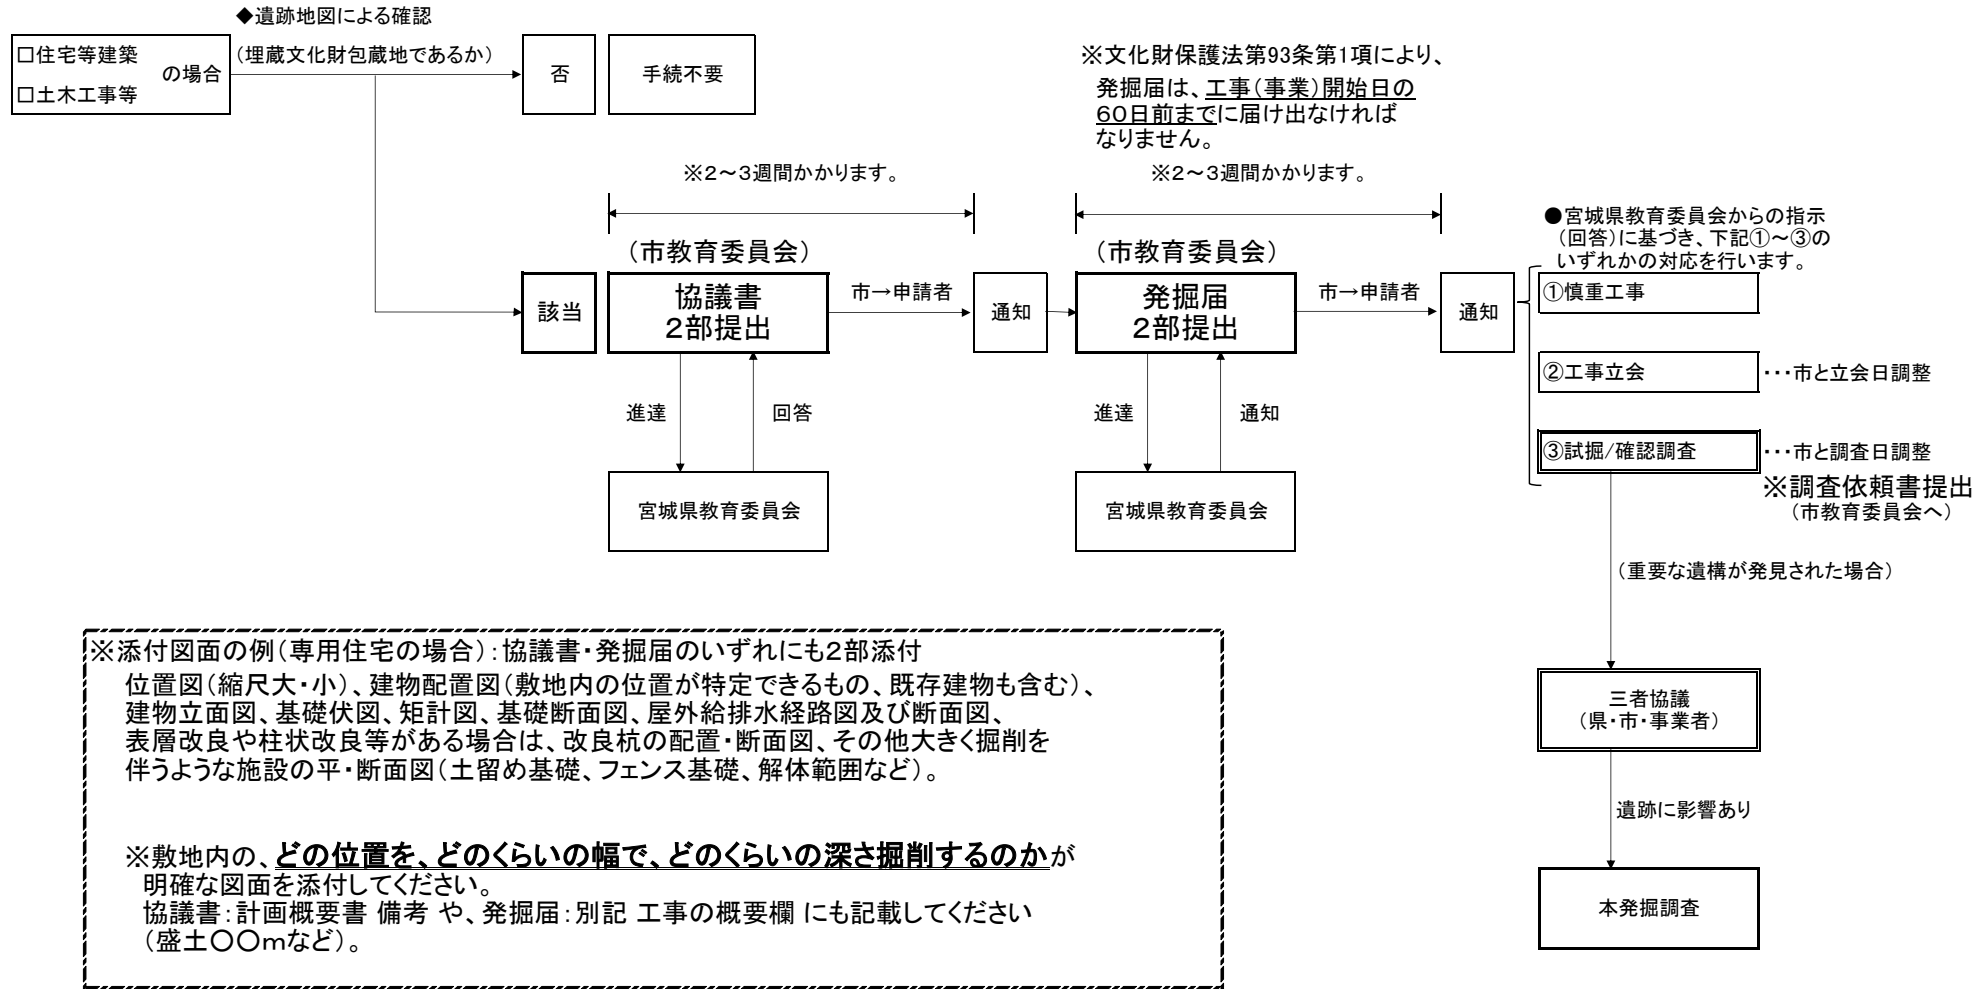 ◆遺跡地図による確認
□住宅等建築
□土木工事等
の場合
(埋蔵文化財包蔵地であるか)
否
手続不要
※文化財保護法第93条第1項により、
発掘届は、工事(事業)開始日の
60日前までに届け出なければ
なりません。
※2~3週間かかります。
※2~3週間かかります。
●宮城県教育委員会からの指示
(回答)に基づき、下記①~③の
いずれかの対応を行います。
(市教育委員会)
(市教育委員会)
該当
協議書
2部提出
市→申請者
通知
発掘届
2部提出
市→申請者
通知
①慎重工事
②工事立会
・・・市と立会日調整
進達
回答
進達
通知
③試掘/確認調査
・・・市と調査日調整
※調査依頼書提出
(市教育委員会へ)
宮城県教育委員会
宮城県教育委員会
(重要な遺構が発見された場合)
三者協議
(県・市・事業者)
遺跡に影響あり
本発掘調査
※添付図面の例(専用住宅の場合):協議書・発掘届のいずれにも2部添付
位置図(縮尺大・小)、建物配置図(敷地内の位置が特定できるもの、既存建物も含む)、
建物立面図、基礎伏図、矩計図、基礎断面図、屋外給排水経路図及び断面図、
表層改良や柱状改良等がある場合は、改良杭の配置・断面図、その他大きく掘削を
伴うような施設の平・断面図(土留め基礎、フェンス基礎、解体範囲など)。
※敷地内の、どの位置を、どのくらいの幅で、どのくらいの深さ掘削するのかが
明確な図面を添付してください。
協議書:計画概要書 備考 や、発掘届:別記 工事の概要欄 にも記載してください
(盛土〇〇mなど)。